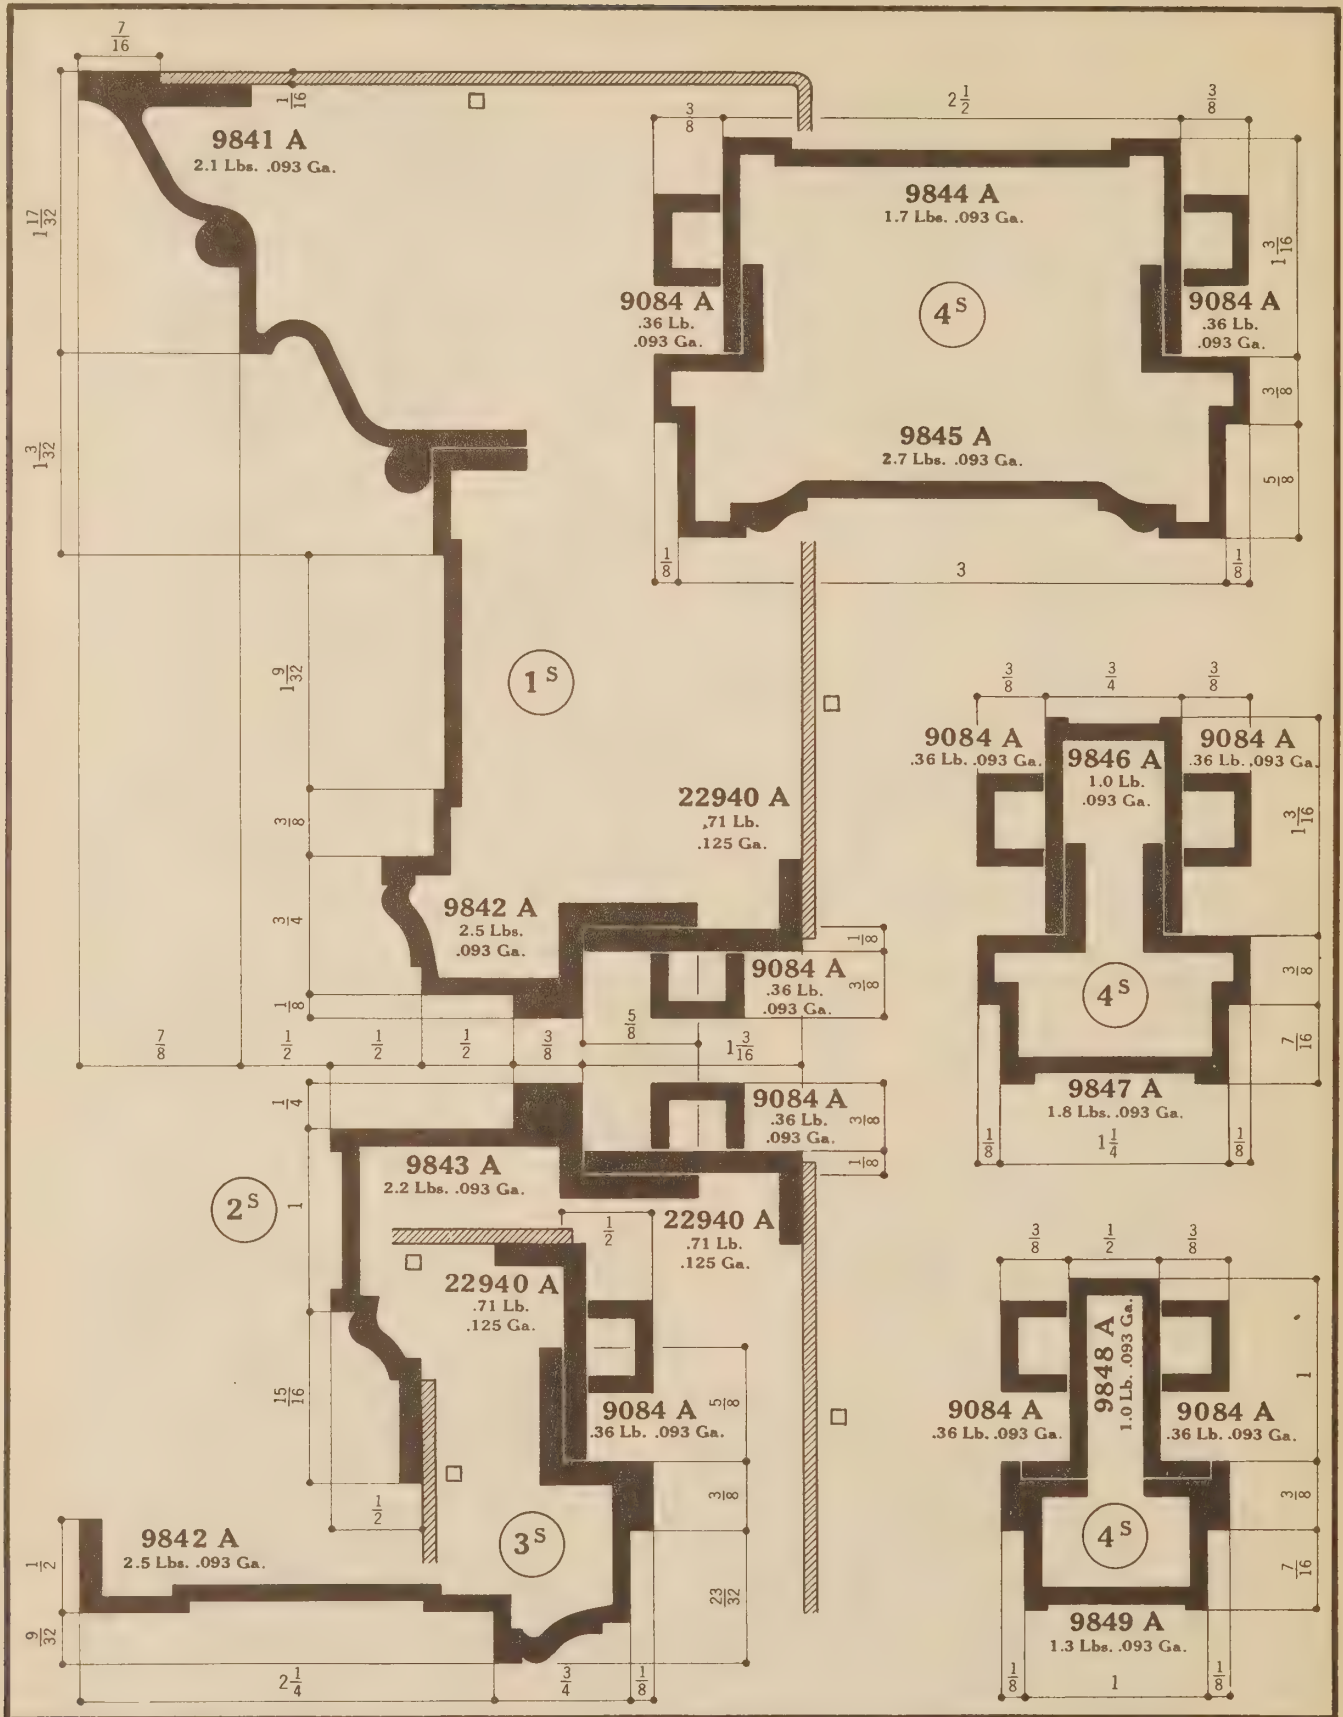 7/16
1/16
9841 A
2.1 Lbs. .093 Ga.
1 17/32
1 3/32
1 9/32
3/8
3/4
1/8
1 S
22940 A
.71 Lb.
.125 Ga.
9842 A
2.5 Lbs.
.093 Ga.
9084 A
.36 Lb.
.093 Ga.
1/8
3/8
7/8
1/2
1/2
1/2
3/8
5/8
1 3/16
3/8
2 1/2
3/8
9844 A
1.7 Lbs. .093 Ga.
9084 A
.36 Lb.
.093 Ga.
4 S
9084 A
.36 Lb.
.093 Ga.
1 3/16
3/8
5/8
9845 A
2.7 Lbs. .093 Ga.
1/8
3
1/8
3/8
3/4
3/8
9084 A
.36 Lb. .093 Ga.
9846 A
1.0 Lb.
.093 Ga.
9084 A
.36 Lb. .093 Ga.
1 3/16
4 S
3/8
7/16
9847 A
1.8 Lbs. .093 Ga.
1/8
1 1/4
1/8
1/4
1
15/16
9084 A
.36 Lb.
.093 Ga.
3/8
1/8
9843 A
2.2 Lbs. .093 Ga.
2 S
1/2
22940 A
.71 Lb.
.125 Ga.
22940 A
.71 Lb.
.125 Ga.
9084 A
.36 Lb. .093 Ga.
5/8
3/8
23/32
1/2
3 S
9842 A
2.5 Lbs. .093 Ga.
1/2
9/32
2 1/4
3/4
1/8
3/8
1/2
3/8
9848 A
1.0 Lb. .093 Ga.
9084 A
.36 Lb. .093 Ga.
9084 A
.36 Lb. .093 Ga.
1
3/8
7/16
4 S
9849 A
1.3 Lbs. .093 Ga.
1/8
1
1/8